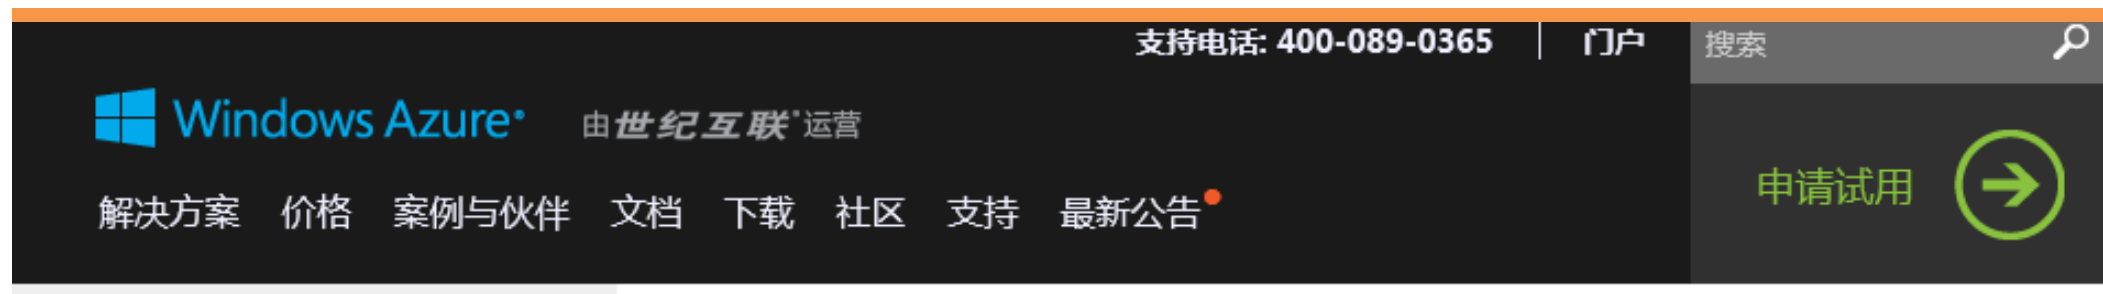 支持电话: 400-089-0365 门户 搜索
Windows Azure 由世纪互联运营
申请试用
解决方案 价格 案例与伙伴 文档 下载 社区 支持 最新公告